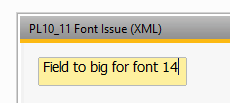 PL10_11 Font Issue (XML)
Field to big for font 14